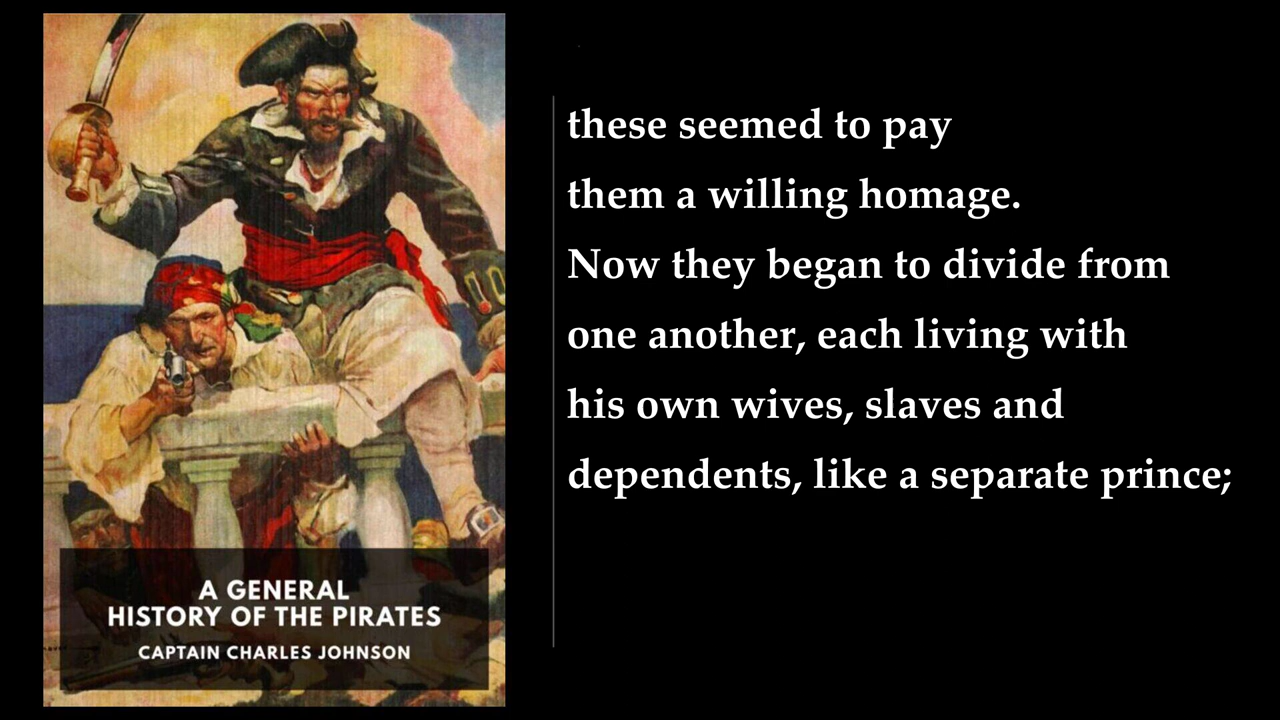 these seemed to pay
them a willing homage.
Now they began to divide from
one another, each living with
his own wives, slaves and
dependents, like a separate prince;
A GENERAL
HISTORY OF THE PIRATES
CAPTAIN CHARLES JOHNSON